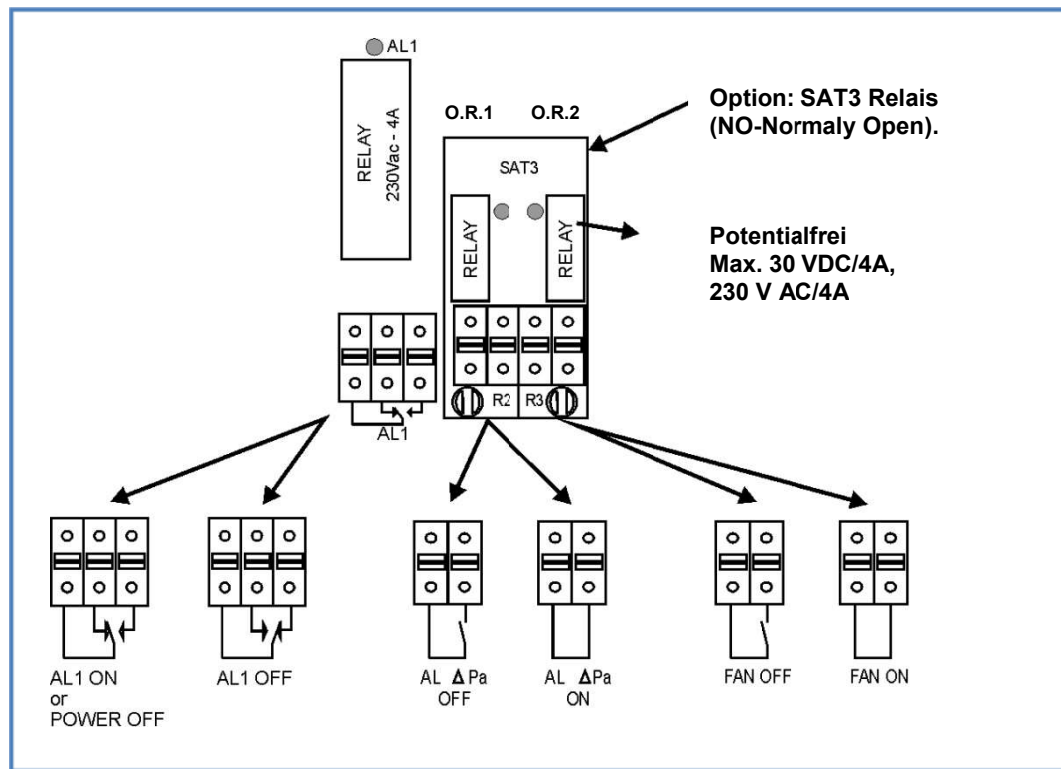 AL1
RELAY
230Vac - 4A
O.R.1 O.R.2
SAT3
RELAY
RELAY
R2 R3
AL1
Option: SAT3 Relais
(NO-Normaly Open).
Potentialfrei
Max. 30 VDC/4A,
230 V AC/4A
AL1 ON
or
POWER OFF
AL1 OFF
AL Δ Pa
OFF
AL ΔPa
ON
FAN OFF
FAN ON